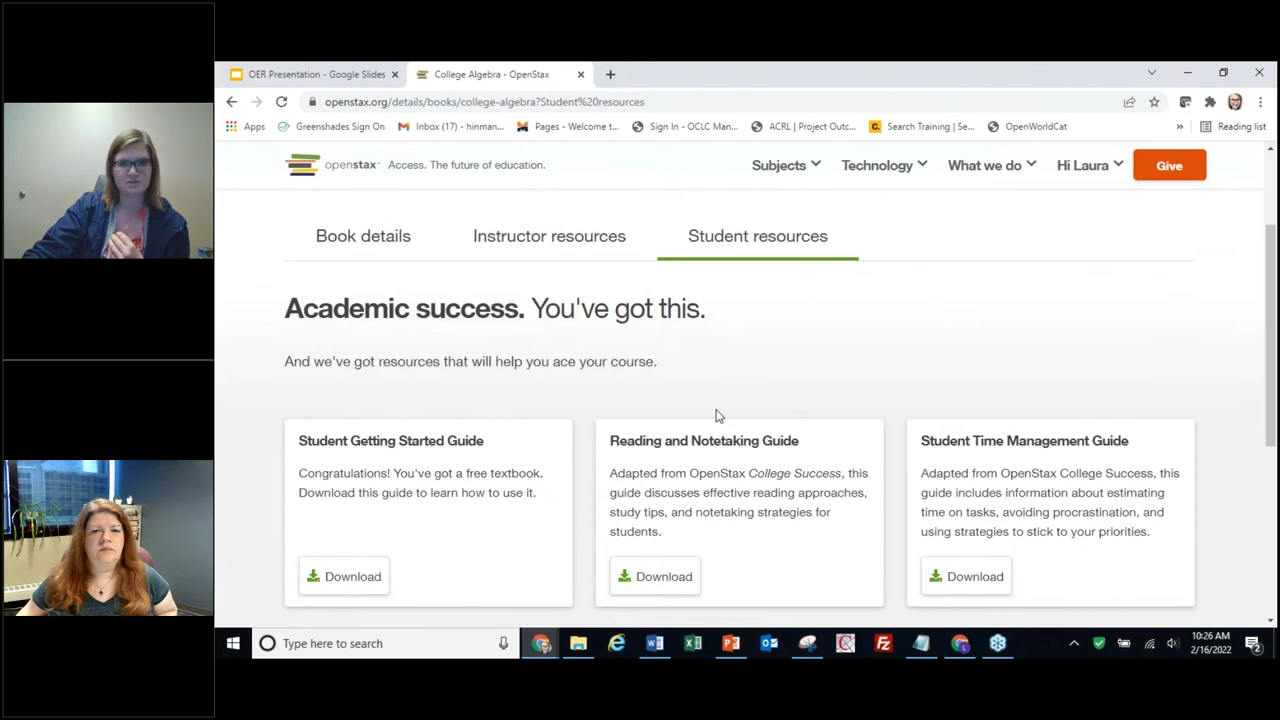 OER Presentation - Google Slides
College Algebra - OpenStax
openstax.org/details/books/college-algebra?Student%20resources
Apps
Greenshades Sign On
Inbox (150) - hinman...
Pages - Welcome t...
Sign In - OCLC Man...
ACRL | Project Outc...
Search Training | Se...
OpenWorldCat
»
Reading list
openstax™ Access. The future of education.
Subjects
Technology
What we do
Hi Laura
Give
Book details
Instructor resources
Student resources
Academic success. You've got this.
And we've got resources that will help you ace your course.
Student Getting Started Guide
Congratulations! You've got a free textbook.
Download this guide to learn how to use it.
Download
Reading and Notetaking Guide
Adapted from OpenStax College Success, this
guide discusses effective reading approaches,
study tips, and notetaking strategies for
students.
Download
Student Time Management Guide
Adapted from OpenStax College Success, this
guide includes information about estimating
time on tasks, avoiding procrastination, and
using strategies to stick to your priorities.
Download
Type here to search
10:26 AM
2/16/2022
2